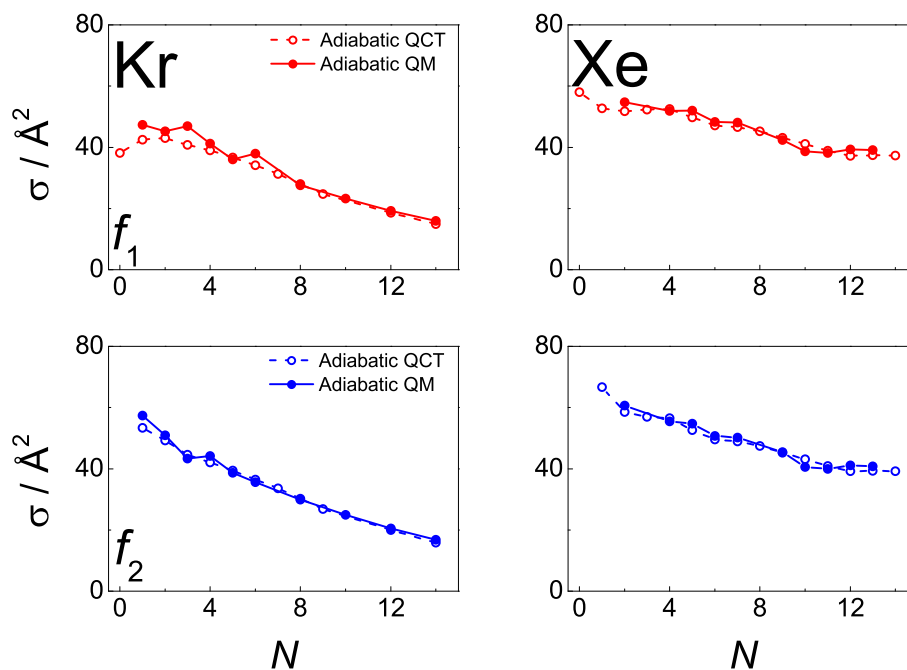 80
Kr
Adiabatic QCT
Adiabatic QM
σ / Å²
40
f₁
0
0 4 8 12
80
Xe
40
0
0 4 8 12
80
Adiabatic QCT
Adiabatic QM
σ / Å²
40
f₂
0
0 4 8 12
N
80
40
0
0 4 8 12
N